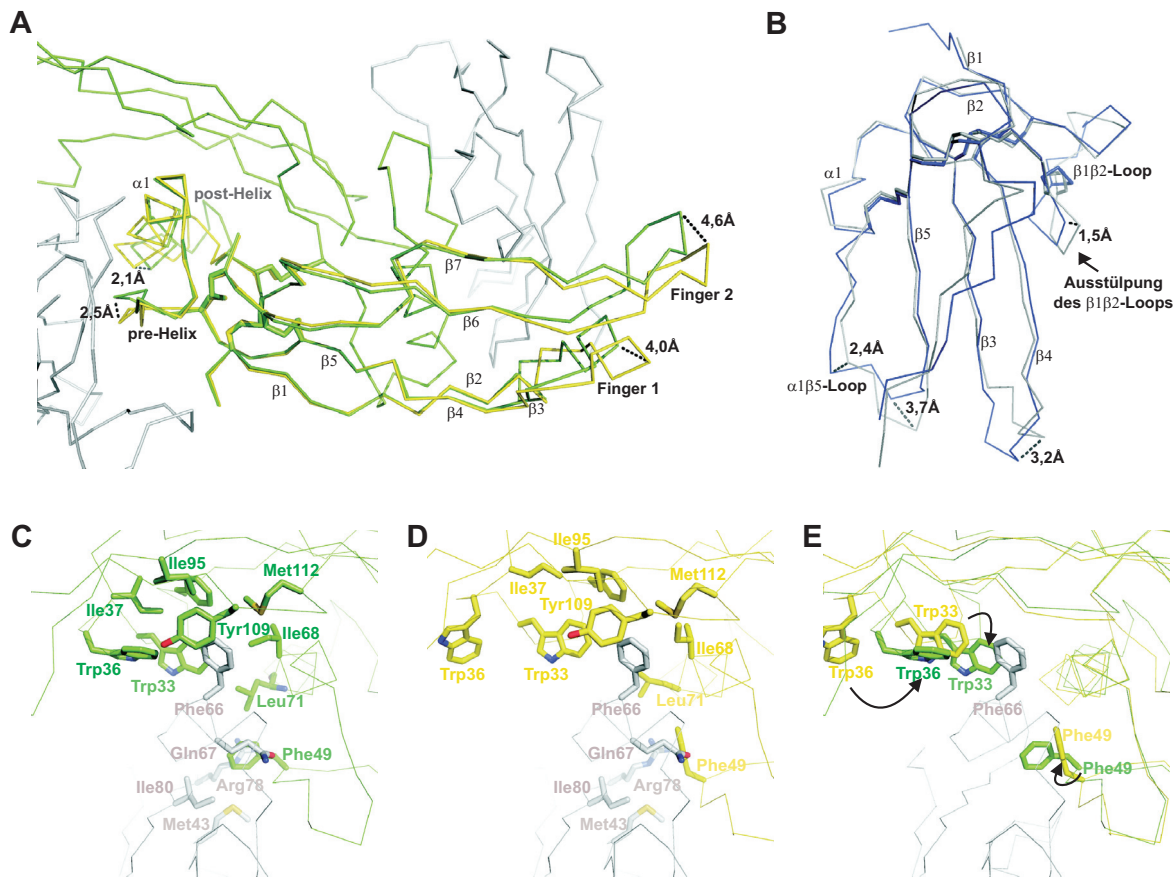 A
α1
post-Helix
2,1Å
2,5Å
pre-Helix
β1
β5
β7
β6
β2
β4
β3
4,6Å
Finger 2
4,0Å
Finger 1
B
β1
β2
α1
β1β2-Loop
β5
1,5Å
Ausstülpung
des β1β2-Loops
β3
β4
2,4Å
α1β5-Loop
3,7Å
3,2Å
C
Ile95
Met112
Ile37
Tyr109
Ile68
Trp36
Trp33
Leu71
Phe66
Gln67
Phe49
Ile80
Arg78
Met43
D
Ile95
Met112
Ile37
Tyr109
Ile68
Trp36
Trp33
Leu71
Phe66
Gln67
Phe49
Ile80
Arg78
Met43
E
Trp33
Trp36
Trp36
Trp33
Phe66
Phe49
Phe49